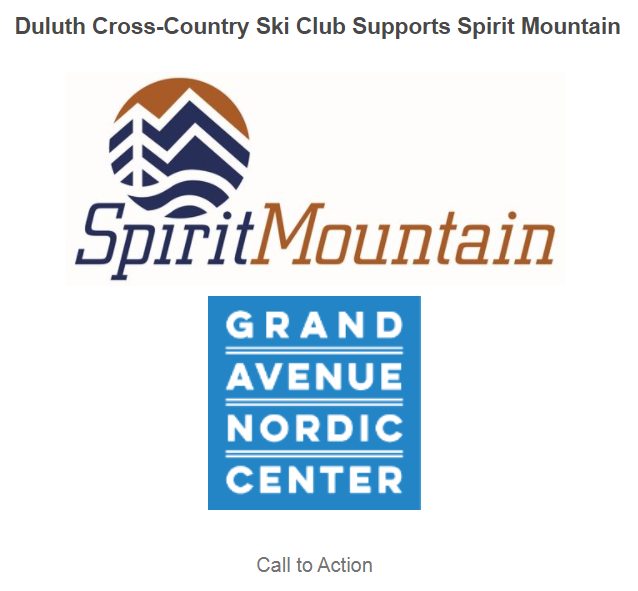 Duluth Cross-Country Ski Club Supports Spirit Mountain
SpiritMountain
GRAND
AVENUE
NORDIC
CENTER
Call to Action